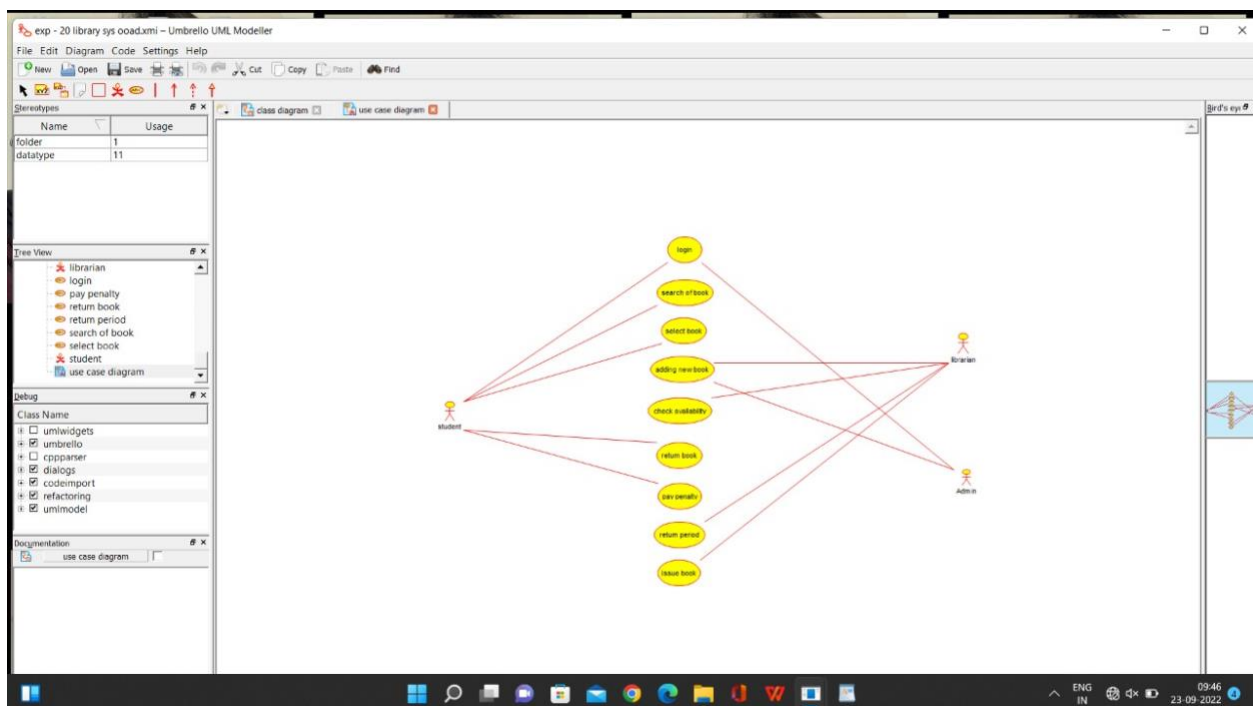 exp - 20 library sys ooad.xmi – Umbrello UML Modeller
File Edit Diagram Code Settings Help
New Open Save Cut Copy Paste Find
Stereotypes
Name Usage
folder 1
datatype 11
Tree View
librarian
login
pay penalty
return book
return period
search of book
select book
student
use case diagram
Debug
Class Name
umlwidgets
umbrello
cppparser
dialogs
codeimport
refactoring
umlmodel
Documentation
use case diagram
class diagram use case diagram
login
search of book
select book
adding new book
check availability
return book
pay penalty
return period
issue book
student
librarian
Admin
Bird's eye
ENG
IN
09:46
23-09-2022
4